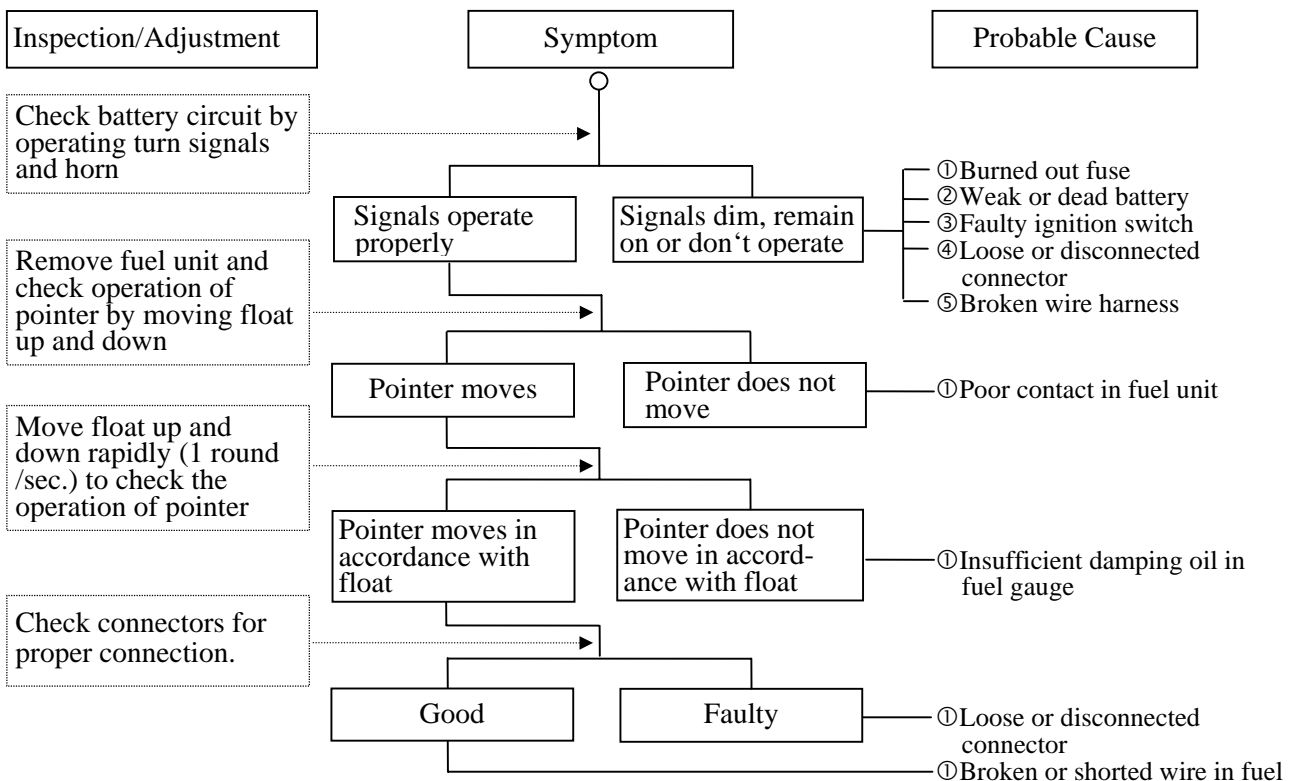 Inspection/Adjustment
Symptom
Probable Cause
Check battery circuit by
operating turn signals
and horn
Signals operate
properly
Signals dim, remain
on or don‘t operate
①Burned out fuse
②Weak or dead battery
③Faulty ignition switch
④Loose or disconnected
connector
⑤Broken wire harness
Remove fuel unit and
check operation of
pointer by moving float
up and down
Pointer moves
Pointer does not
move
①Poor contact in fuel unit
Move float up and
down rapidly (1 round
/sec.) to check the
operation of pointer
Pointer moves in
accordance with
float
Pointer does not
move in accord-
ance with float
①Insufficient damping oil in
fuel gauge
Check connectors for
proper connection.
Good
Faulty
①Loose or disconnected
connector
①Broken or shorted wire in fuel